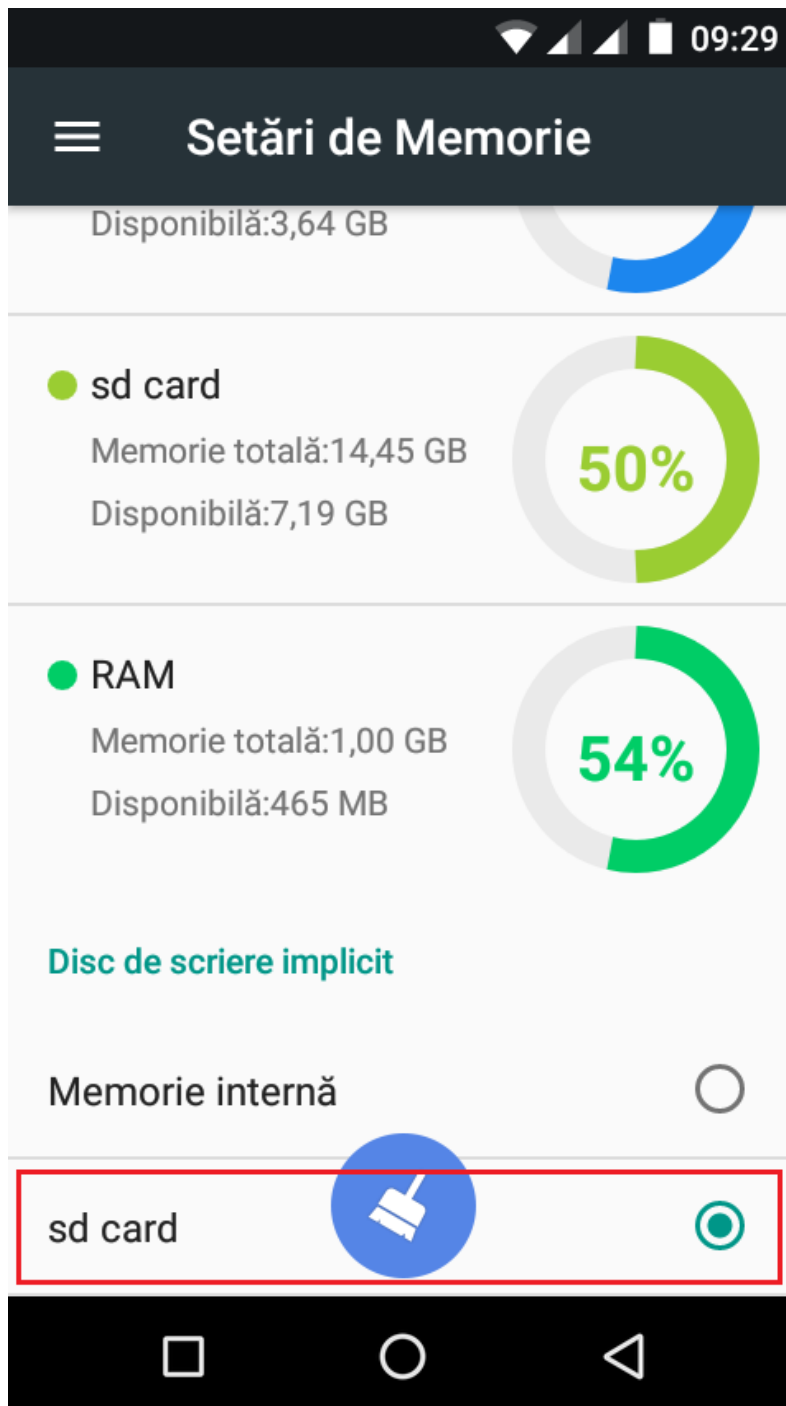 09:29
Setări de Memorie
Disponibilă:3,64 GB
sd card
Memorie totală:14,45 GB
Disponibilă:7,19 GB
50%
RAM
Memorie totală:1,00 GB
Disponibilă:465 MB
54%
Disc de scriere implicit
Memorie internă
sd card